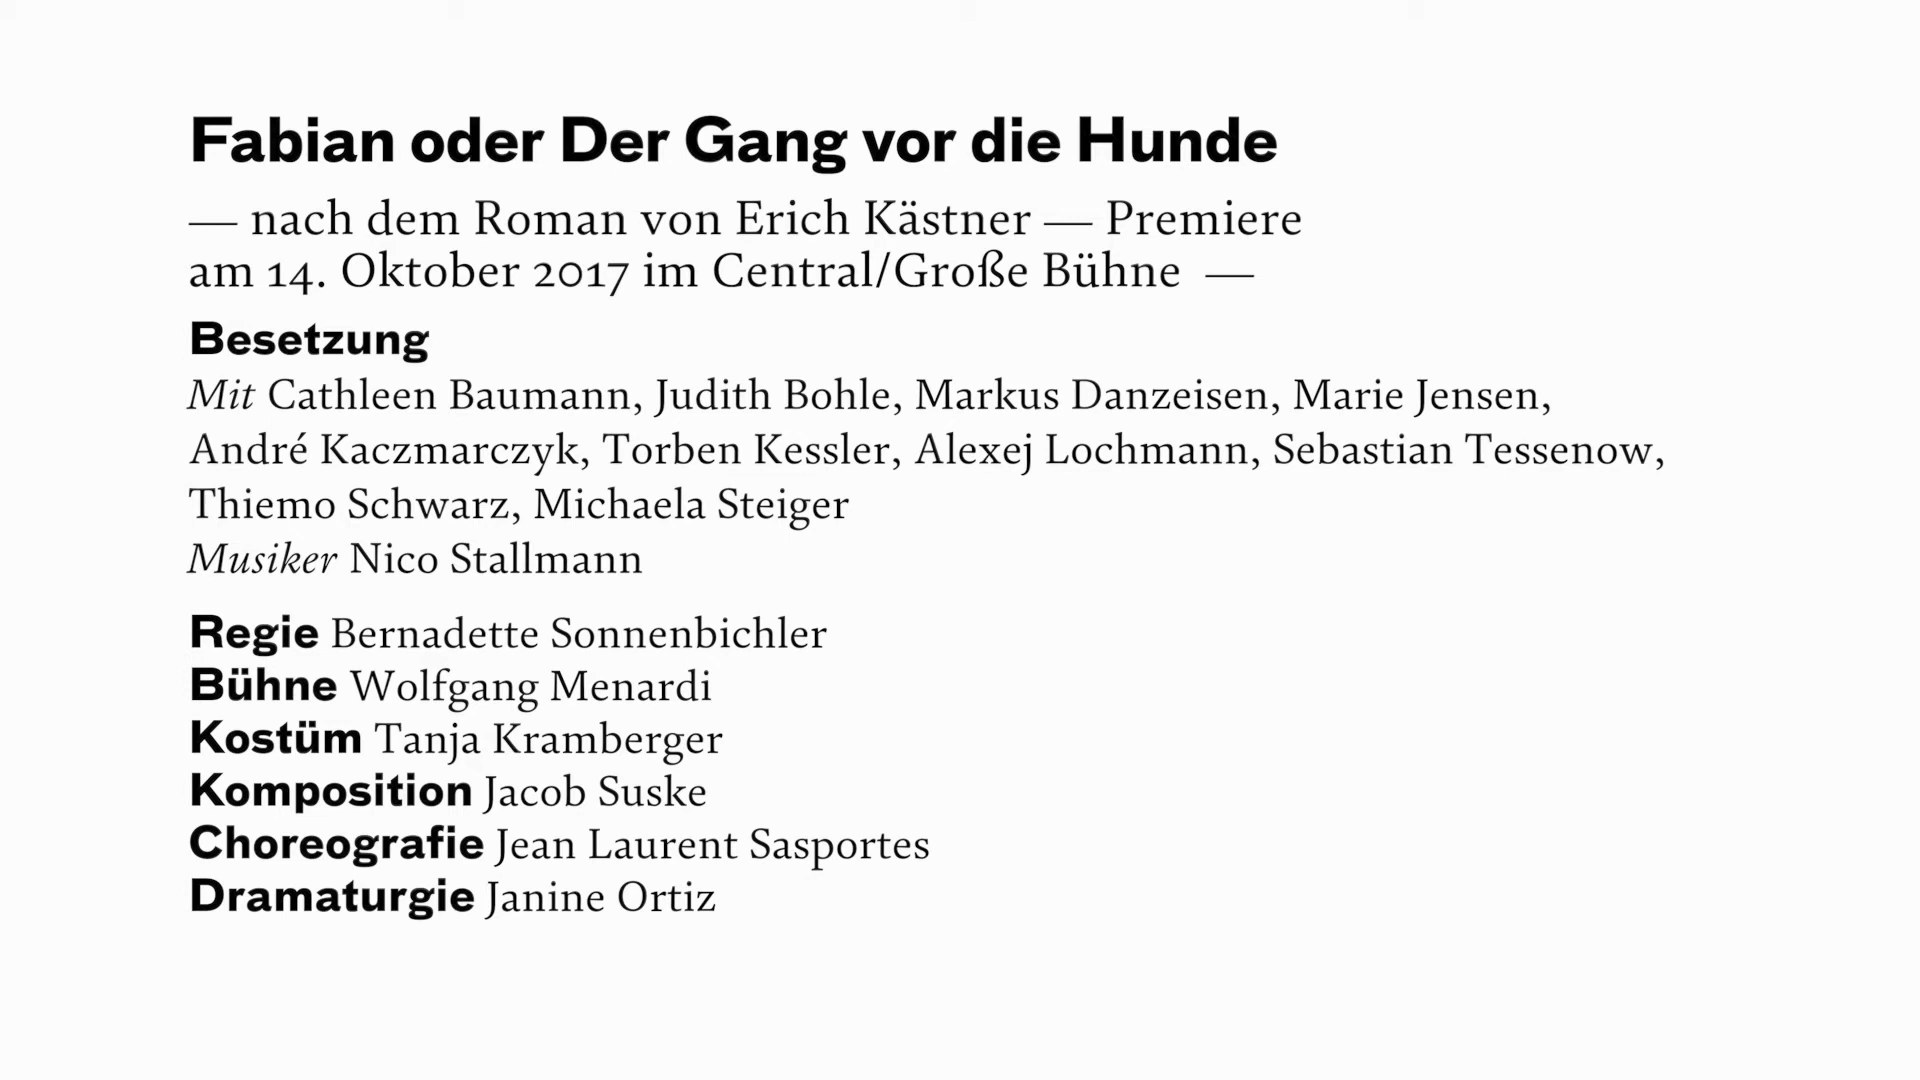 Fabian oder Der Gang vor die Hunde
— nach dem Roman von Erich Kästner — Premiere
am 14. Oktober 2017 im Central/Große Bühne —
Besetzung
Mit Cathleen Baumann, Judith Bohle, Markus Danzeisen, Marie Jensen,
André Kaczmarczyk, Torben Kessler, Alexej Lochmann, Sebastian Tessenow,
Thiemo Schwarz, Michaela Steiger
Musiker Nico Stallmann
Regie Bernadette Sonnenbichler
Bühne Wolfgang Menardi
Kostüm Tanja Kramberger
Komposition Jacob Suske
Choreografie Jean Laurent Sasportes
Dramaturgie Janine Ortiz